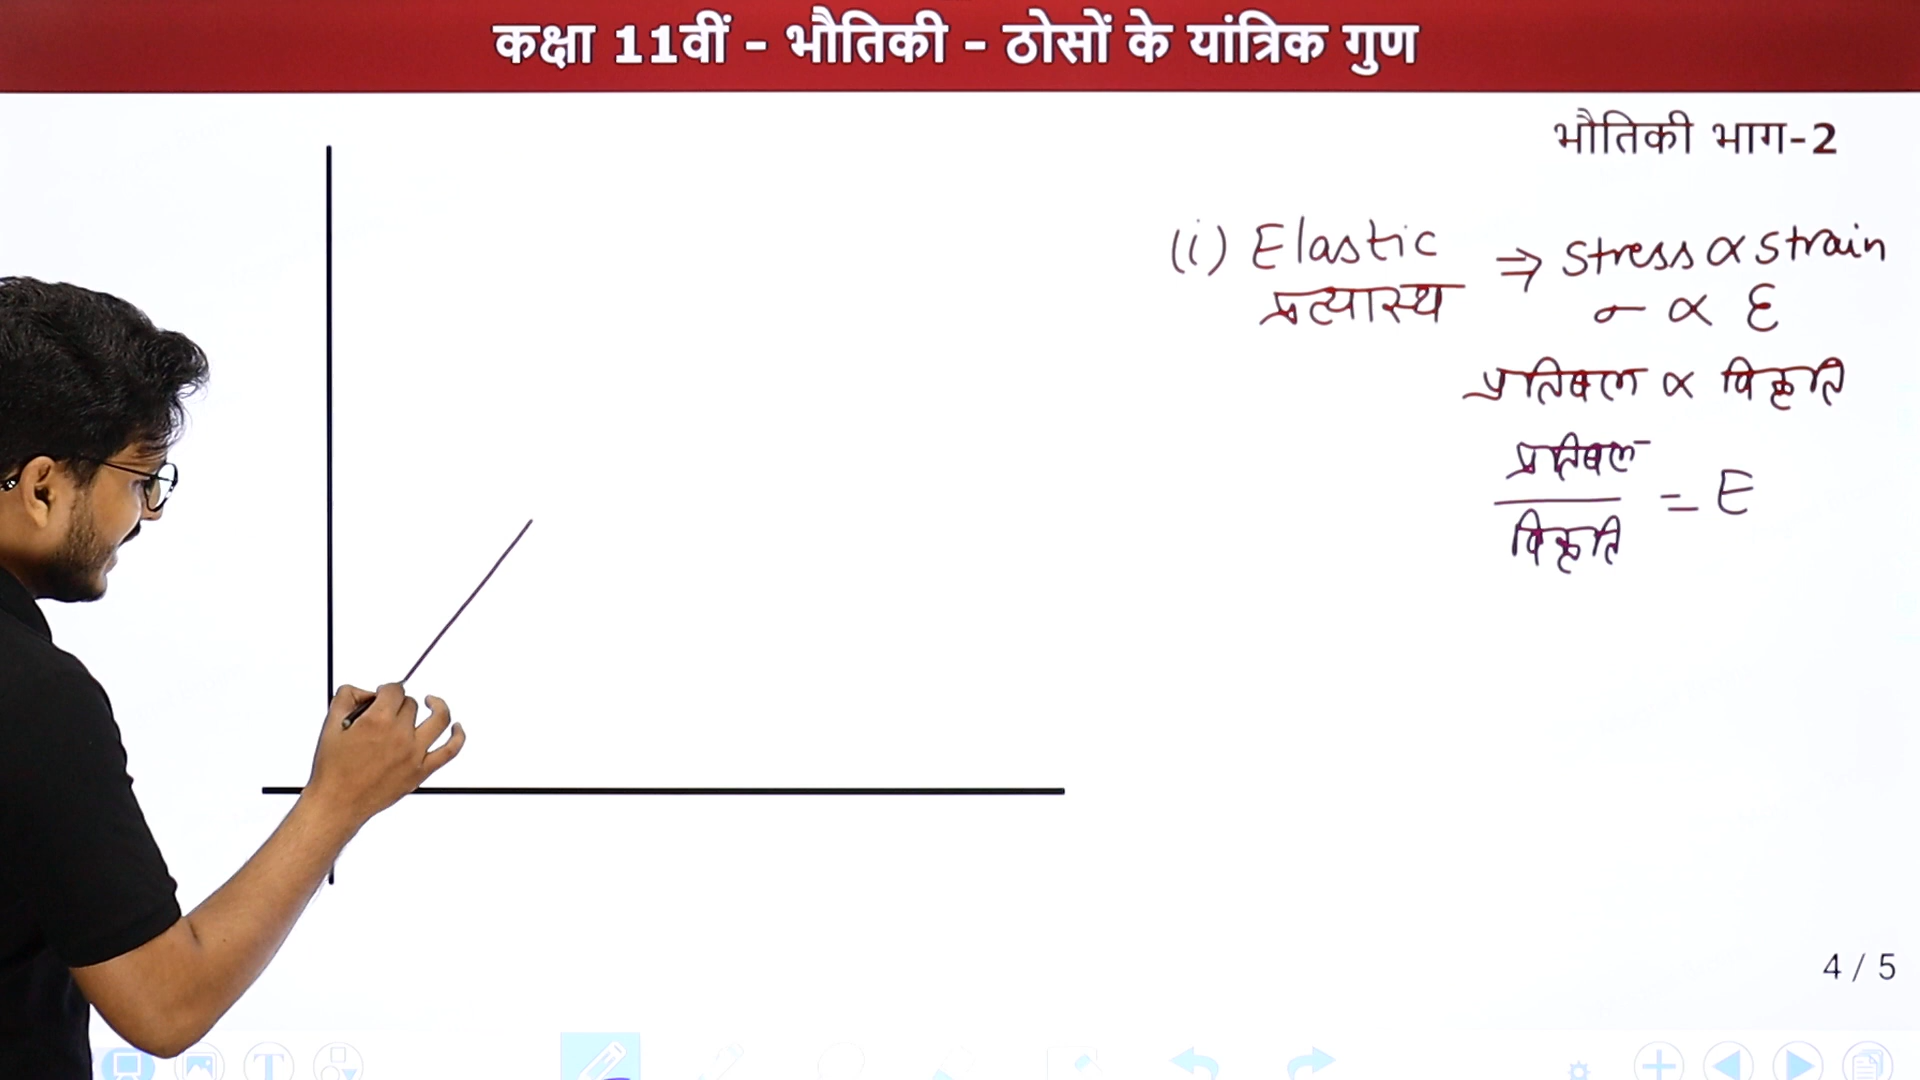 कक्षा 11वीं - भौतिकी - ठोसों के यांत्रिक गुण
भौतिकी भाग-2
(i) Elastic ⇒ Stress ∝ Strain
प्रत्यास्थ σ ∝ ε
प्रतिबल ∝ विकृति
प्रतिबल
विकृति = E
4 / 5